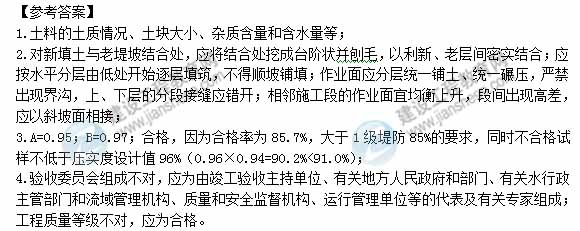 【参考答案】
1.土料的土质情况、土块大小、杂质含量和含水量等；
2.对新填土与老堤坡结合处，应将结合处挖成台阶状并刨毛，以利新、老层间密实结合；应
按水平分层由低处开始逐层填筑，不得顺坡铺填；作业面应分层统一铺土、统一碾压，严禁
出现界沟，上、下层的分段接缝应错开；相邻施工段的作业面宜均衡上升，段间出现高差，
应以斜坡面相接；
3.A=0.95；B=0.97；合格，因为合格率为85.7%，大于1级堤防85%的要求，同时不合格试
样不低于压实度设计值96%（0.96×0.94=90.2%≤91.0%）；
4.验收委员会组成不对，应为由竣工验收主持单位、有关地方人民政府和部门、有关水行政
主管部门和流域管理机构、质量和安全监督机构、运行管理单位等的代表及有关专家组成；
工程质量等级不对，应为合格。